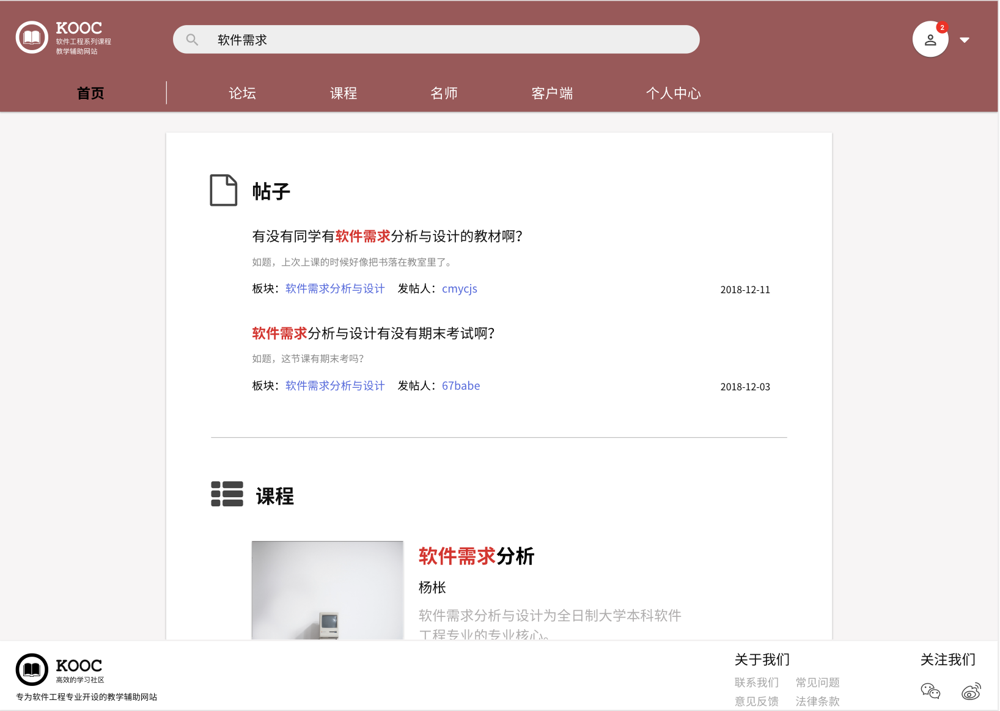 KOOC
软件工程系列课程
教学辅助网站
软件需求
2
首页
论坛
课程
名师
客户端
个人中心
帖子
有没有同学有软件需求分析与设计的教材啊？
如题，上次上课的时候好像把书落在教室里了。
板块：软件需求分析与设计 发帖人：cmycjs
2018-12-11
软件需求分析与设计有没有期末考试啊？
如题，这节课有期末考吗？
板块：软件需求分析与设计 发帖人：67babe
2018-12-03
课程
软件需求分析
杨枨
软件需求分析与设计为全日制大学本科软件
工程专业的专业核心。
KOOC
高效的学习社区
专为软件工程专业开设的教学辅助网站
关于我们
联系我们 常见问题
意见反馈 法律条款
关注我们